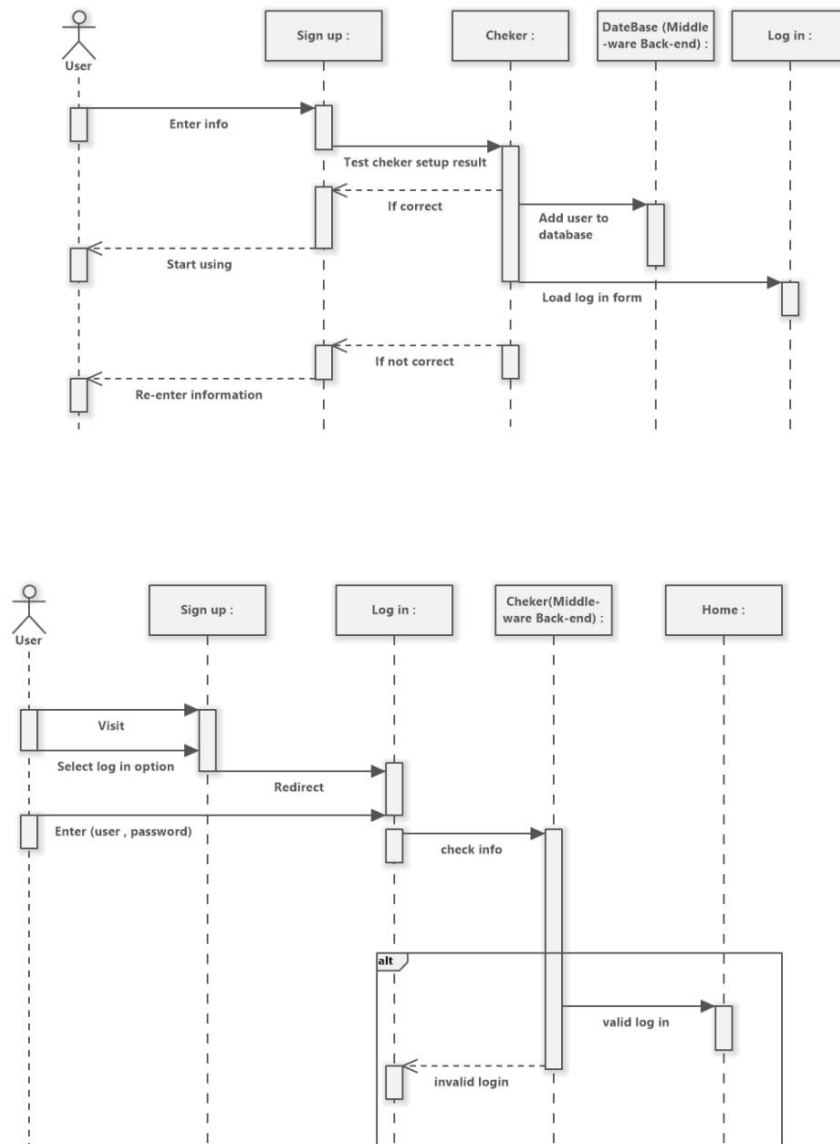 User
Sign up :
Cheker :
DateBase (Middle
-ware Back-end) :
Log in :
Enter info
Test cheker setup result
If correct
Add user to
database
Start using
Load log in form
If not correct
Re-enter information
User
Sign up :
Log in :
Cheker(Middle-
ware Back-end) :
Home :
Visit
Select log in option
Redirect
Enter (user , password)
check info
alt
valid log in
invalid login